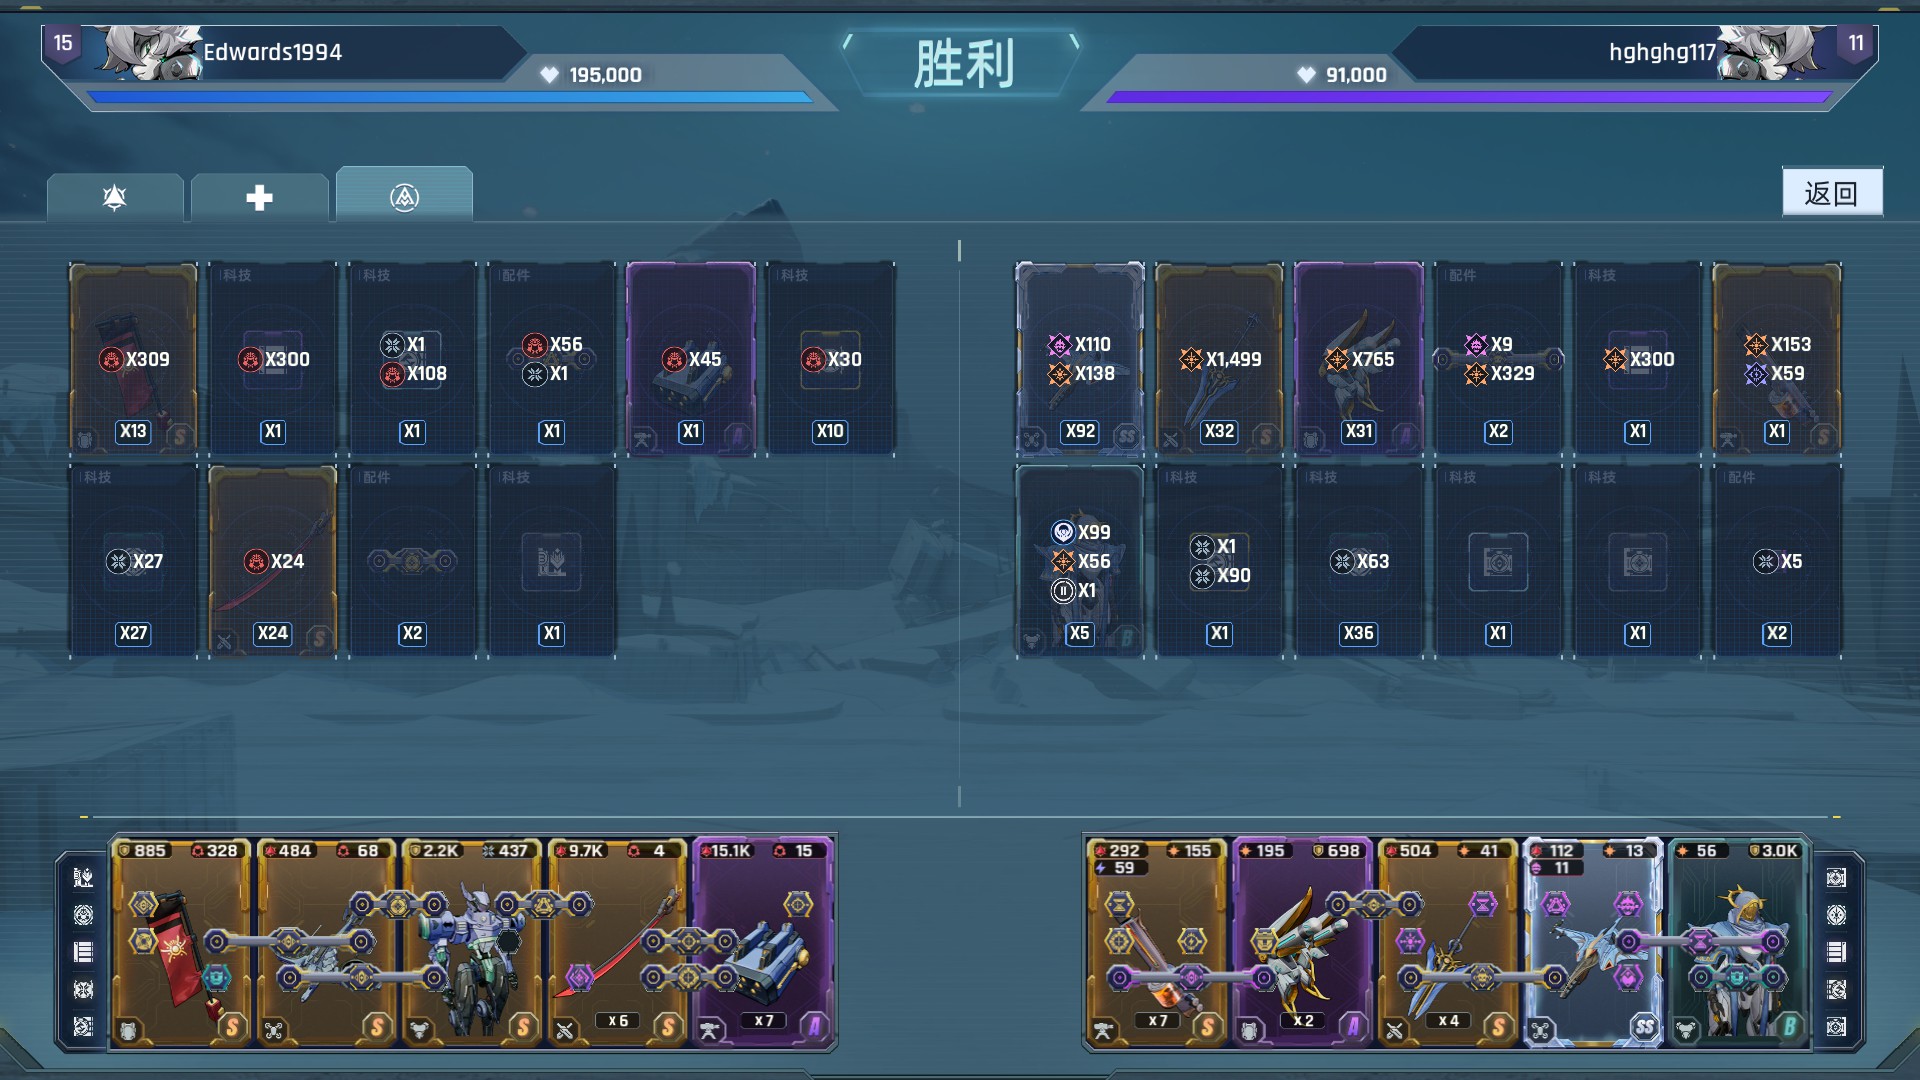 15
Edwards1994
195,000
胜利
91,000
hghghg117
11
返回
X309
X13
S
科技
X300
X1
科技
X1
X108
X1
配件
X56
X1
X1
X45
X1
A
科技
X30
X10
X110
X138
X92
SS
X1,499
X32
S
X765
X31
A
配件
X9
X329
X2
科技
X300
X1
X153
X59
X1
S
科技
X27
X27
X24
X24
S
配件
X2
科技
X1
X99
X56
X1
X5
B
科技
X1
X90
X1
科技
X63
X36
科技
X1
科技
X1
配件
X5
X2
885 328
S
484 68
S
2.2K 437
S
9.7K 4
x6
S
15.1K 15
x7
A
292 155
59
x7
S
195 698
x2
A
504 41
x4
S
112 13
11
SS
56 3.0K
B